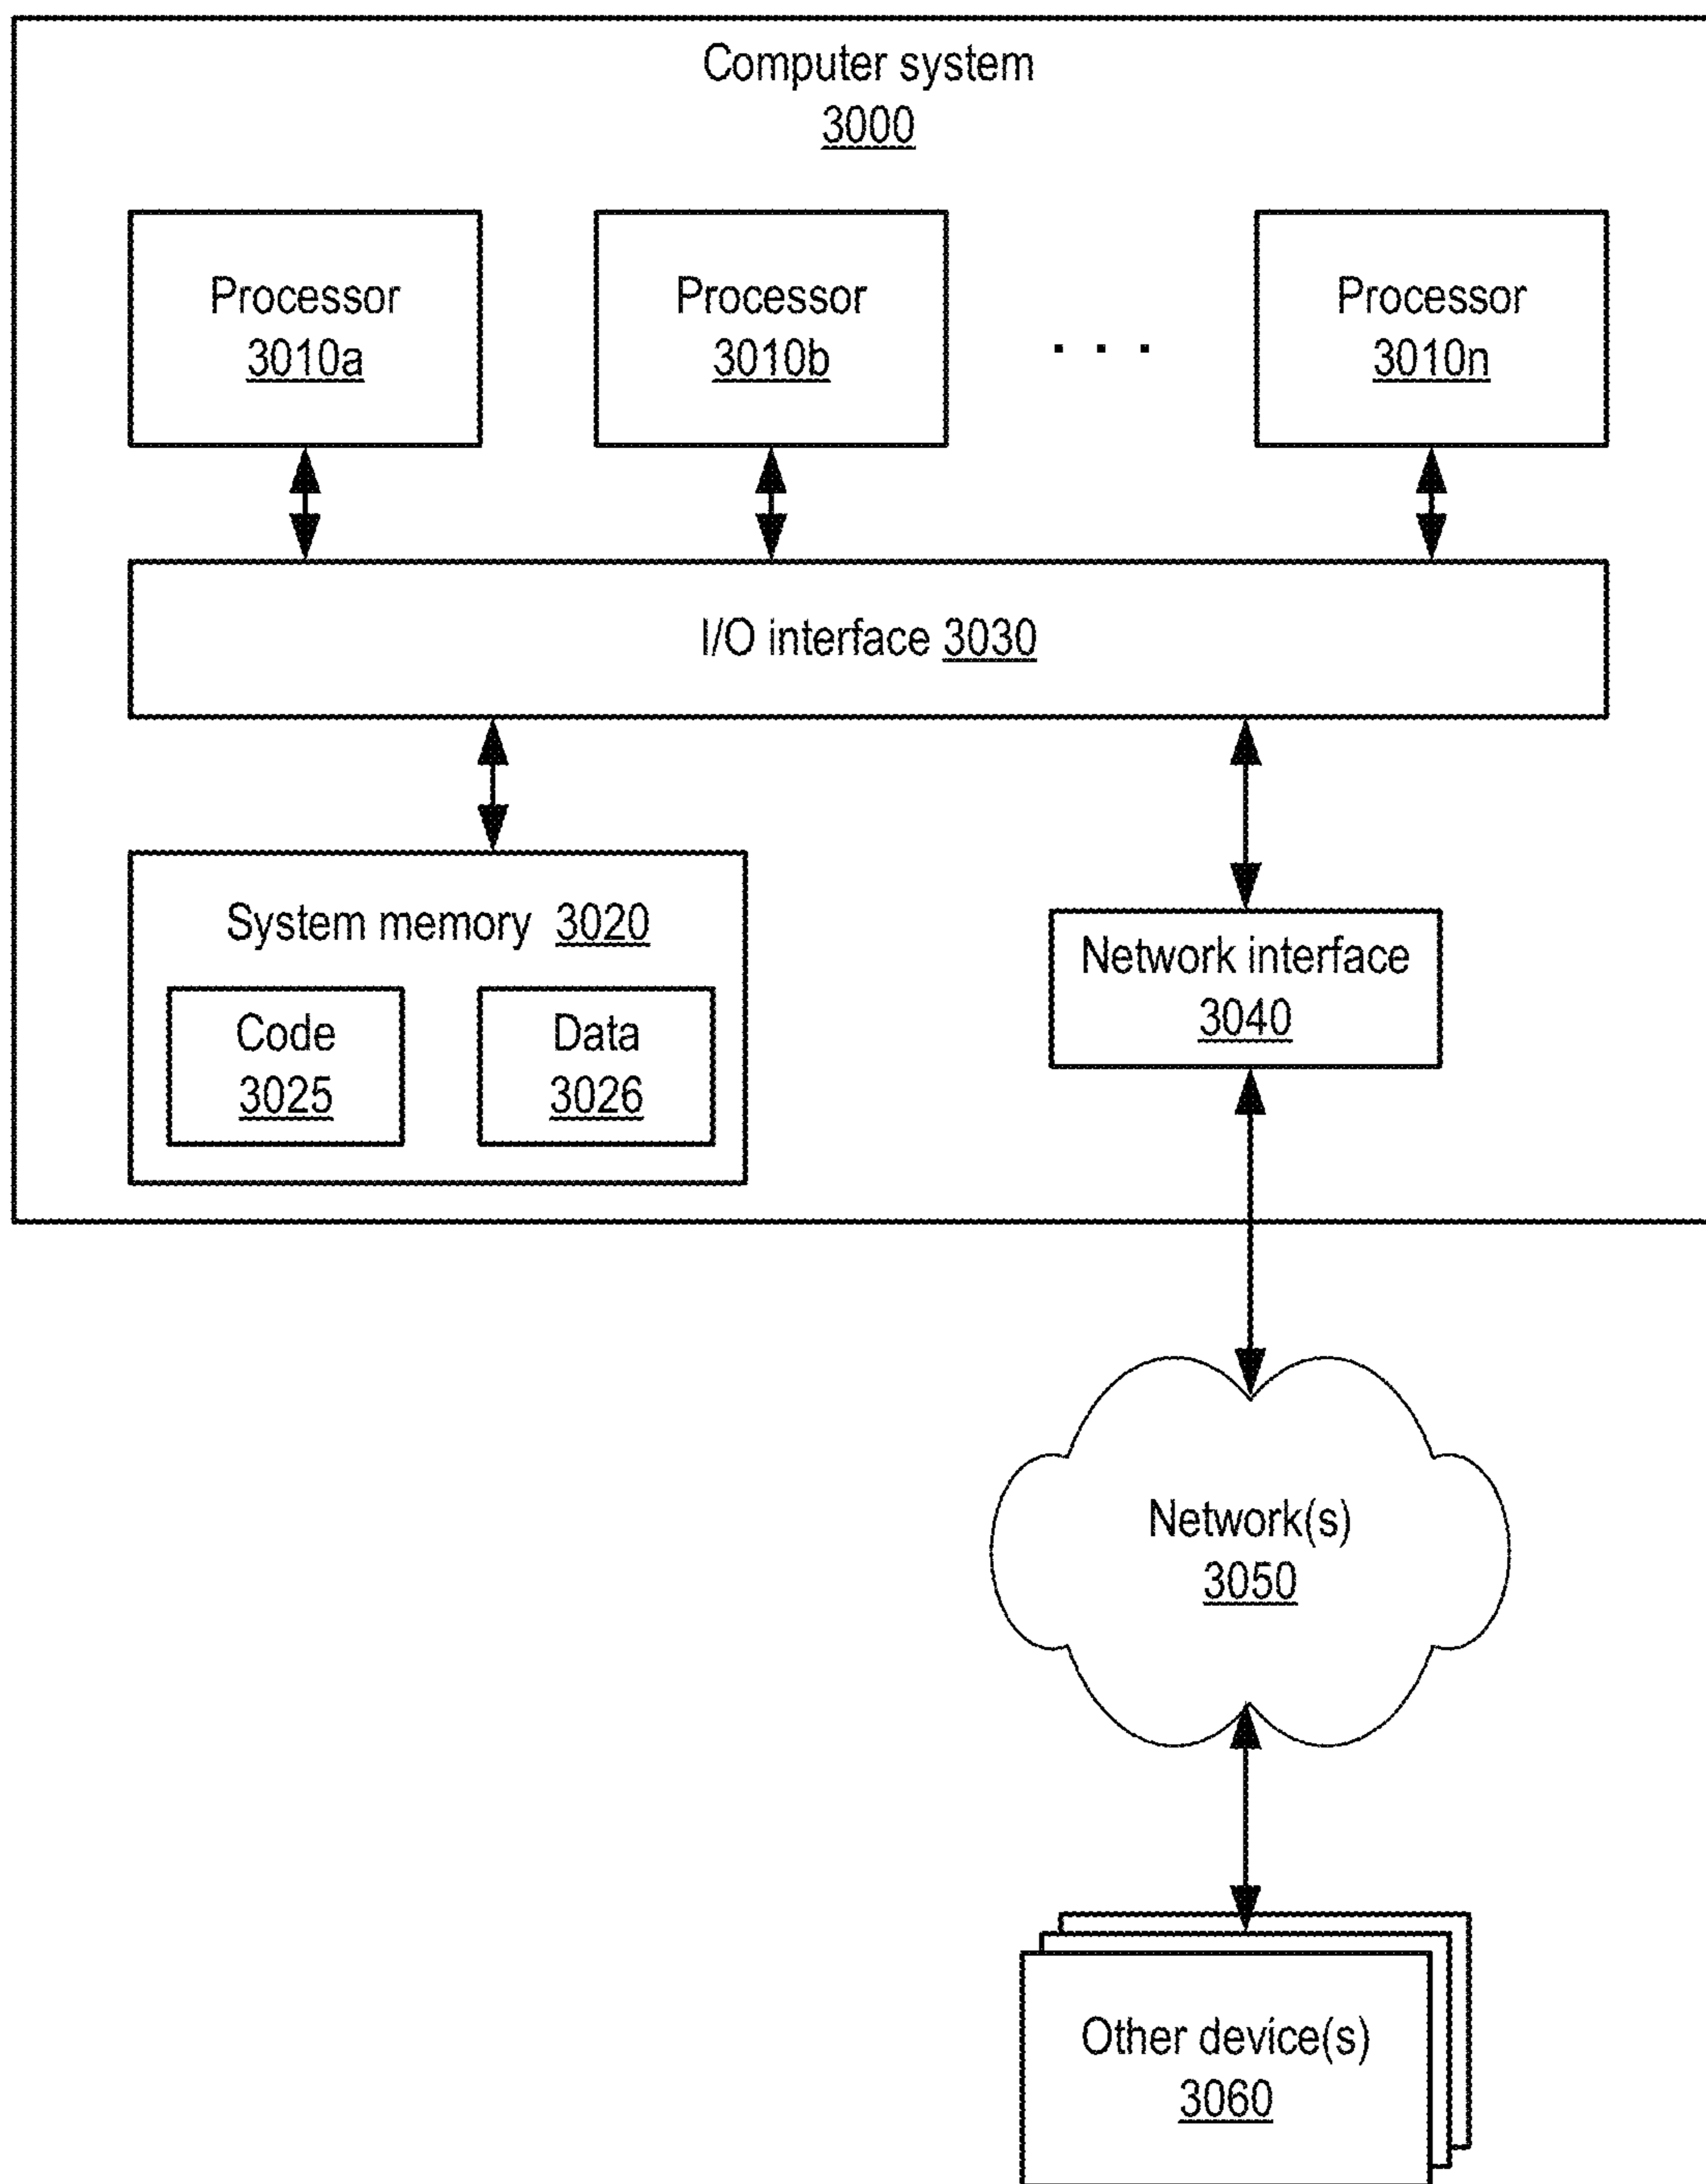 Computer system
3000
Processor
3010a
Processor
3010b
. . .
Processor
3010n
I/O interface 3030
System memory 3020
Code
3025
Data
3026
Network interface
3040
Network(s)
3050
Other device(s)
3060